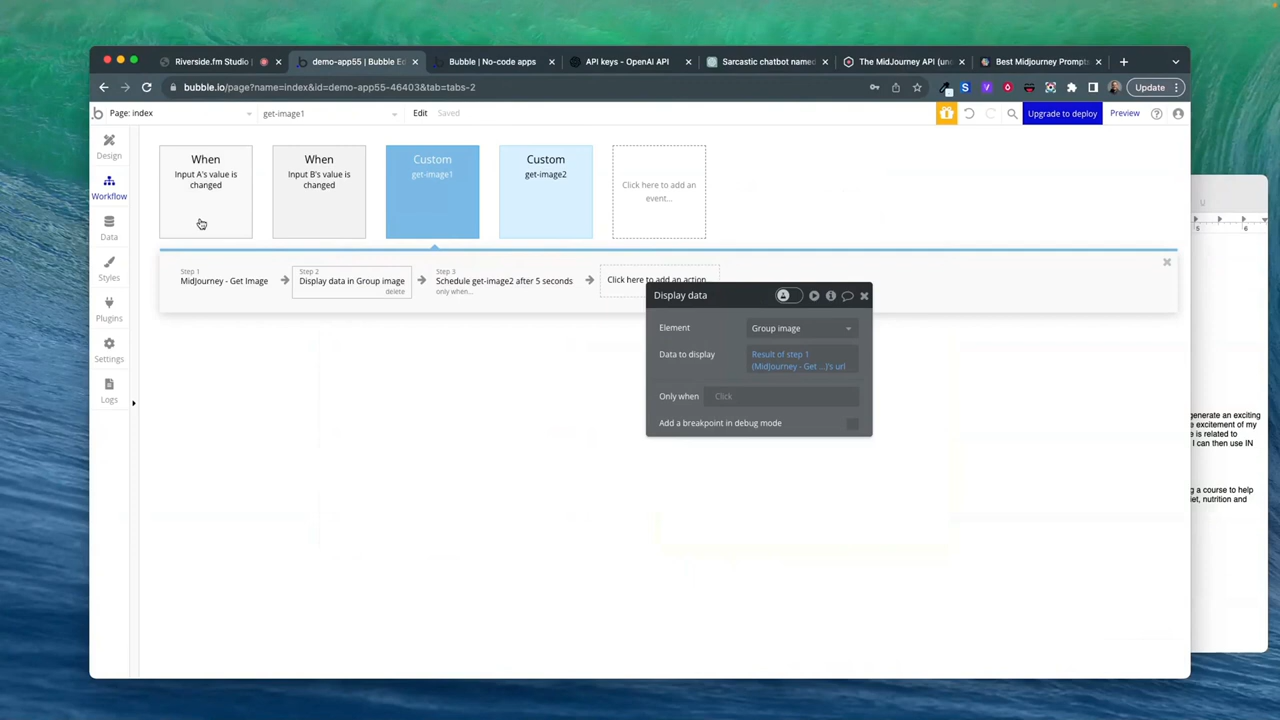 Riverside.fm Studio
demo-app55 | Bubble Ed
Bubble | No-code apps
API keys - OpenAI API
Sarcastic chatbot named
The MidJourney API (un
Best Midjourney Prompts
bubble.io/page?name=index&id=demo-app55-46403&tab=tabs-2
Update
Page: index
get-image1
Edit
Saved
Upgrade to deploy
Preview
Design
Workflow
Data
Styles
Plugins
Settings
Logs
When
Input A's value is
changed
When
Input B's value is
changed
Custom
get-image1
Custom
get-image2
Click here to add an
event...
Step 1
MidJourney - Get Image
Step 2
Display data in Group image
delete
Step 3
Schedule get-image2 after 5 seconds
only when...
Click here to add an action
Display data
Element
Group image
Data to display
Result of step 1
(MidJourney - Get ...)'s url
Only when
Click
Add a breakpoint in debug mode
U
5
6
generate an exciting
e excitement of my
e is related to
I can then use IN
g a course to help
et, nutrition and